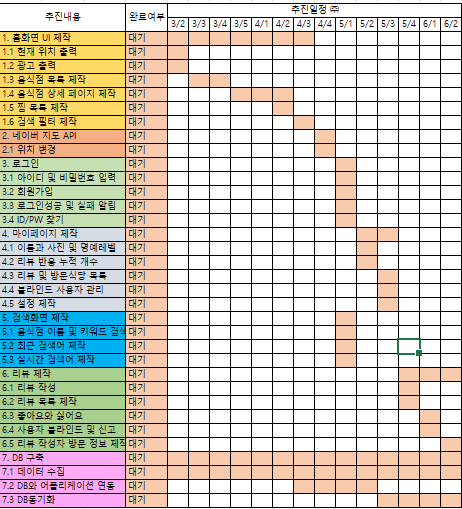 추진내용 완료여부 추진일정 ㈜
3/2 3/3 3/4 3/5 4/1 4/2 4/3 4/4 5/1 5/2 5/3 5/4 6/1 6/2
1. 홈화면 UI 제작 대기
1.1 현재 위치 출력 대기
1.2 광고 출력 대기
1.3 음식점 목록 제작 대기
1.4 음식점 상세 페이지 제작 대기
1.5 찜 목록 제작 대기
1.6 검색 필터 제작 대기
2. 네이버 지도 API 대기
2.1 위치 변경 대기
3. 로그인 대기
3.1 아이디 및 비밀번호 입력 대기
3.2 회원가입 대기
3.3 로그인성공 및 실패 알림 대기
3.4 ID/PW 찾기 대기
4. 마이페이지 제작 대기
4.1 이름과 사진 및 명예레벨 대기
4.2 리뷰 반응 누적 개수 대기
4.3 리뷰 및 방문식당 목록 대기
4.4 블라인드 사용자 관리 대기
4.5 설정 제작 대기
5. 검색화면 제작 대기
5.1 음식점 이름 및 키워드 검색 대기
5.2 최근 검색어 제작 대기
5.3 실시간 검색어 제작 대기
6. 리뷰 제작 대기
6.1 리뷰 작성 대기
6.2 리뷰 목록 제작 대기
6.3 좋아요와 싫어요 대기
6.4 사용자 블라인드 및 신고 대기
6.5 리뷰 작성자 방문 정보 제작 대기
7. DB 구축 대기
7.1 데이터 수집 대기
7.2 DB와 어플리케이션 연동 대기
7.3 DB동기화 대기